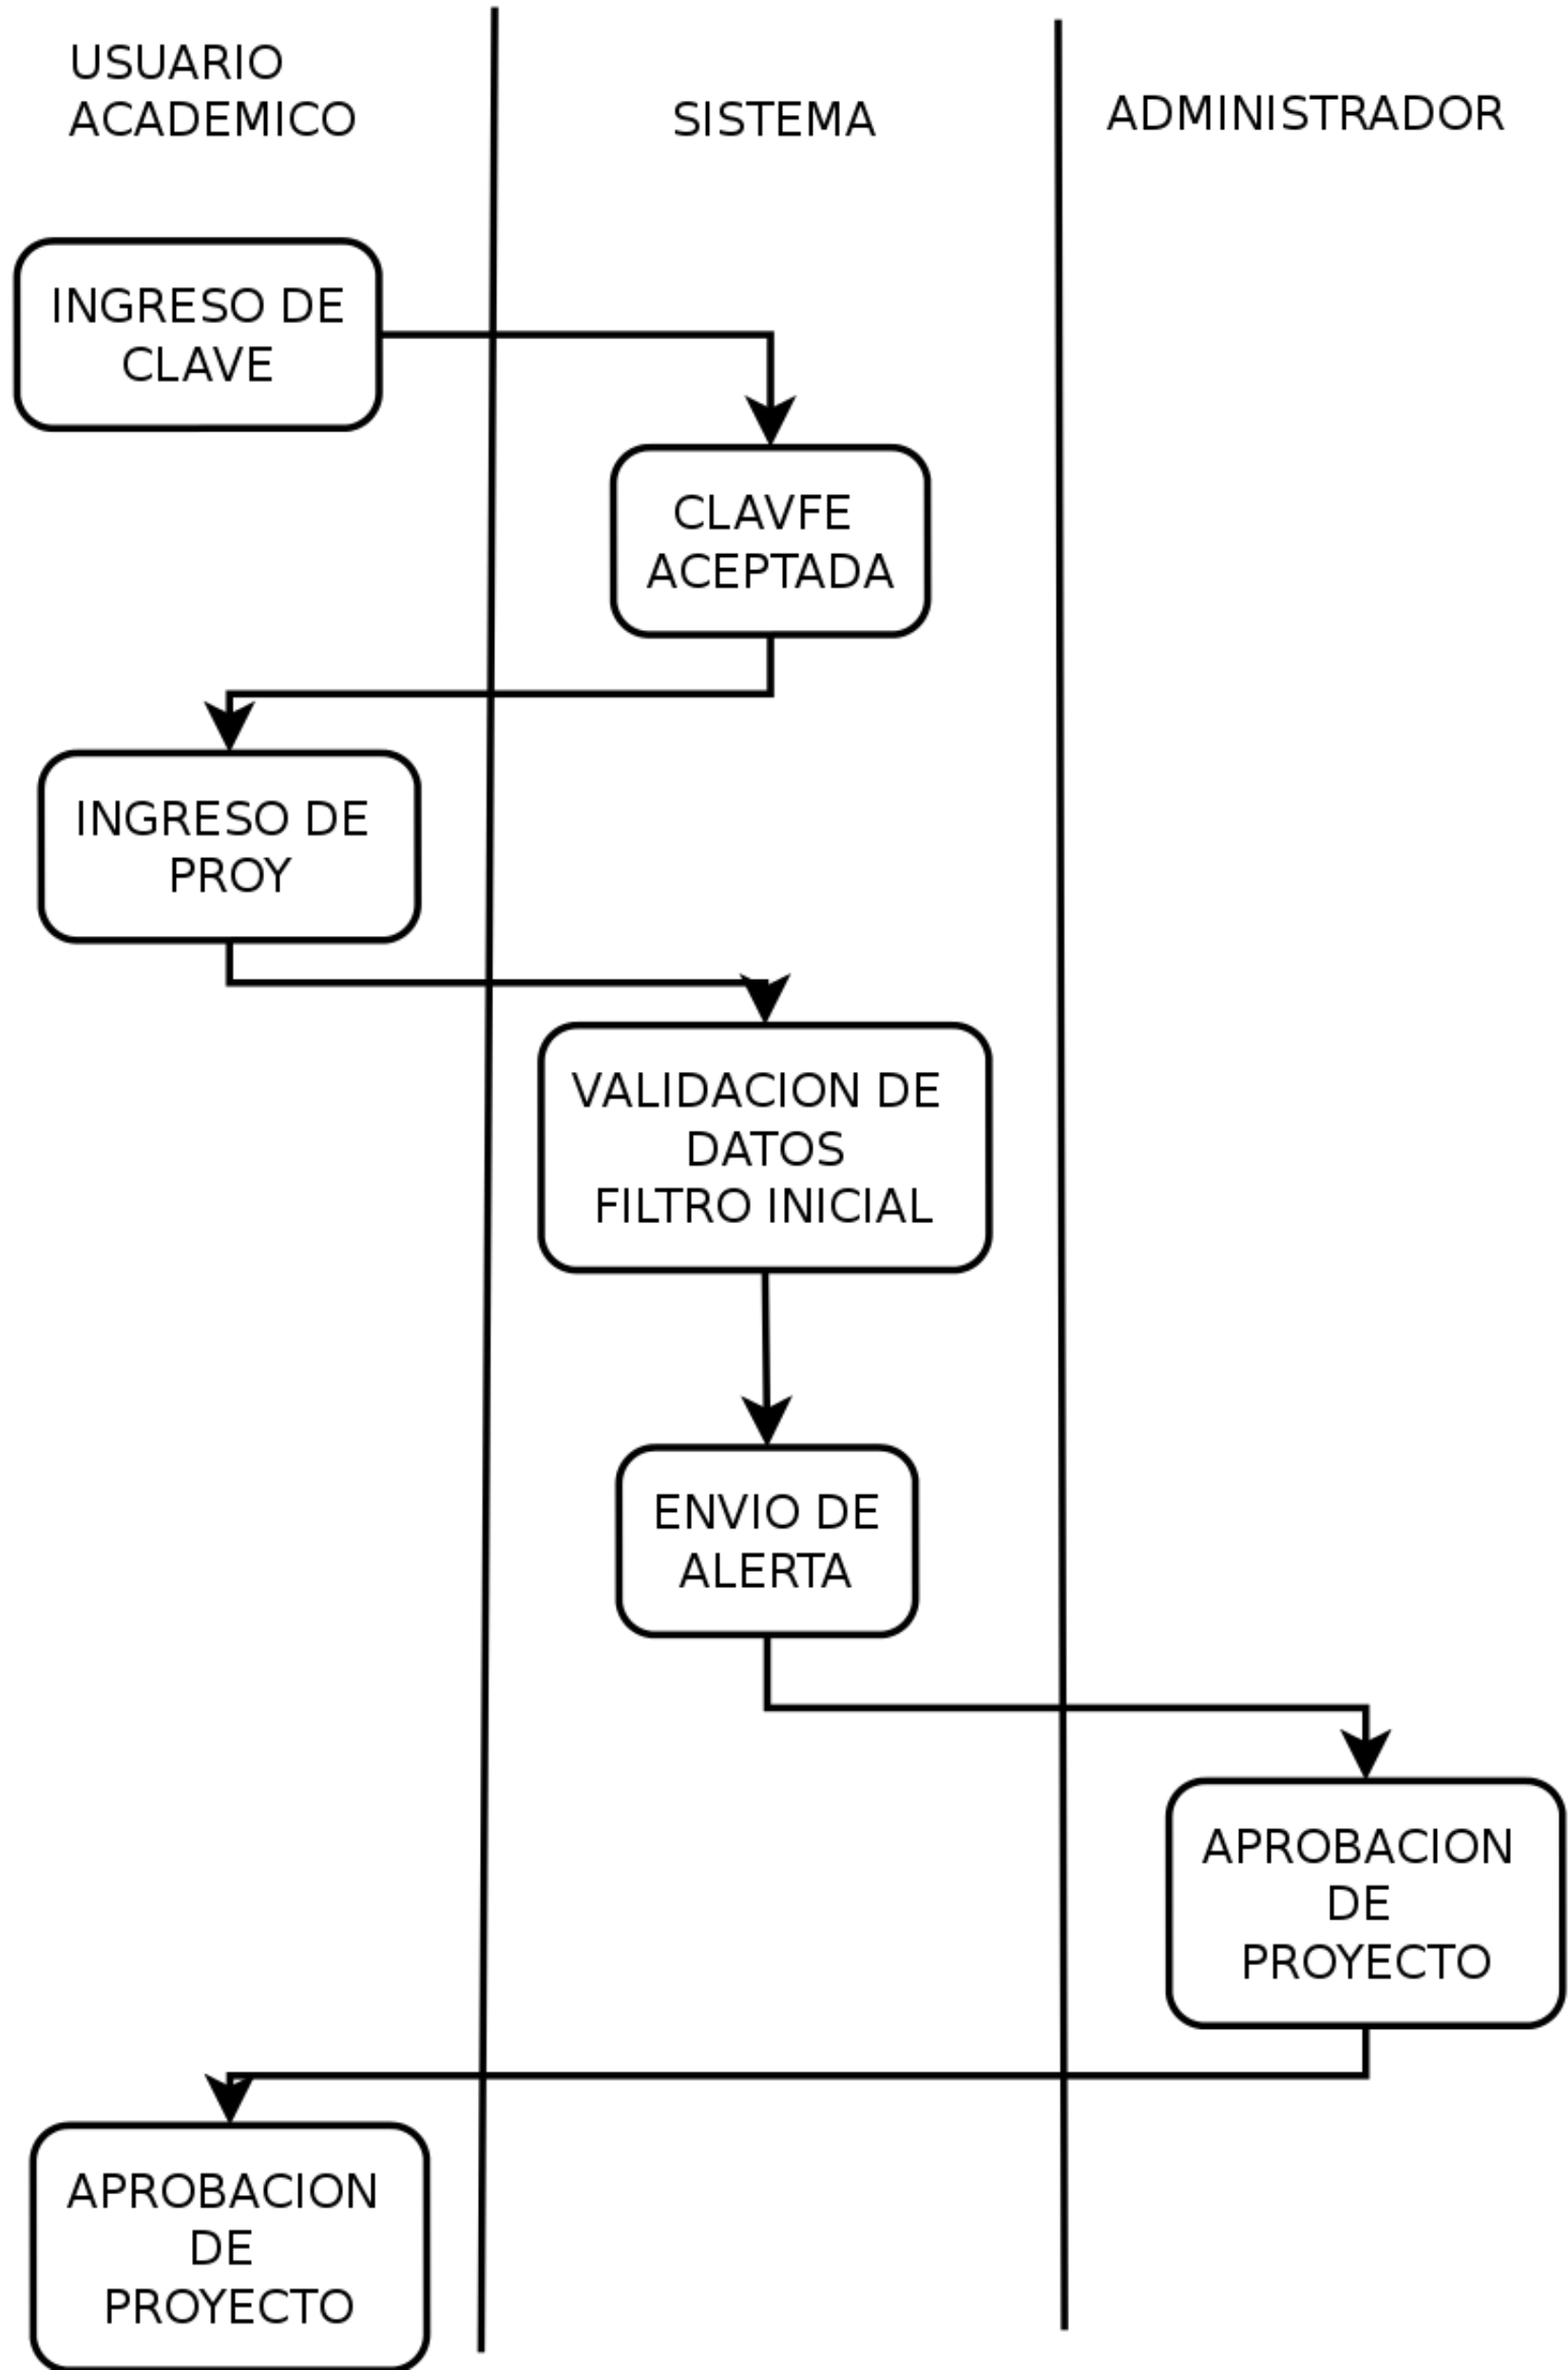 USUARIO
ACADEMICO
SISTEMA
ADMINISTRADOR
INGRESO DE
CLAVE
CLAVFE
ACEPTADA
INGRESO DE
PROY
VALIDACION DE
DATOS
FILTRO INICIAL
ENVIO DE
ALERTA
APROBACION
DE
PROYECTO
APROBACION
DE
PROYECTO